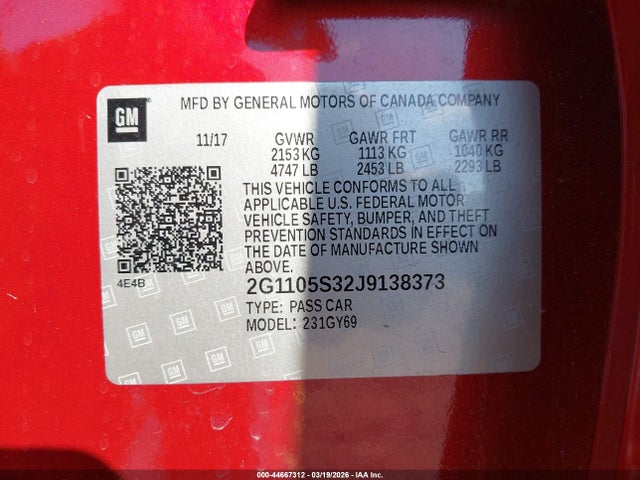 GM
MFD BY GENERAL MOTORS OF CANADA COMPANY
11/17 GVWR GAWR FRT GAWR RR
2153 KG 1113 KG 1040 KG
4747 LB 2453 LB 2293 LB
THIS VEHICLE CONFORMS TO ALL
APPLICABLE U.S. FEDERAL MOTOR
VEHICLE SAFETY, BUMPER, AND THEFT
PREVENTION STANDARDS IN EFFECT ON
THE DATE OF MANUFACTURE SHOWN
ABOVE.
4E4B
2G1105S32J9138373
TYPE: PASS CAR
MODEL: 231GY69
000-44667312 - 03/19/2026 - IAA Inc.